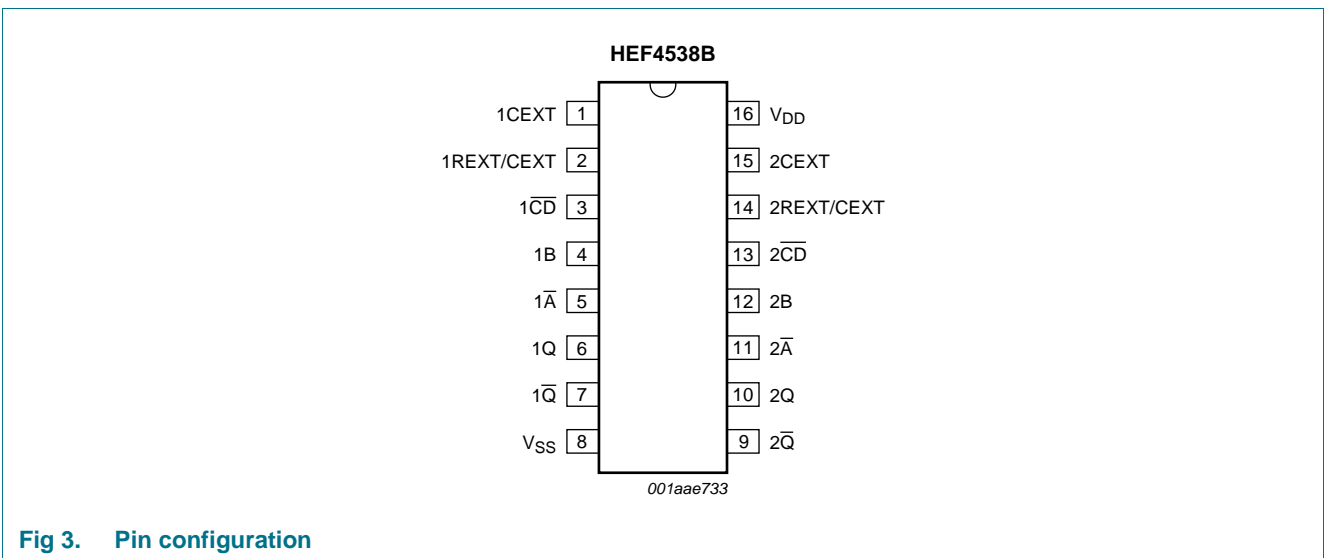 HEF4538B
1CEXT 1 16 VDD
1REXT/CEXT 2 15 2CEXT
1C̅D̅ 3 14 2REXT/CEXT
1B 4 13 2C̅D̅
1A̅ 5 12 2B
1Q 6 11 2A̅
1Q̅ 7 10 2Q
VSS 8 9 2Q̅
001aae733
Fig 3. Pin configuration